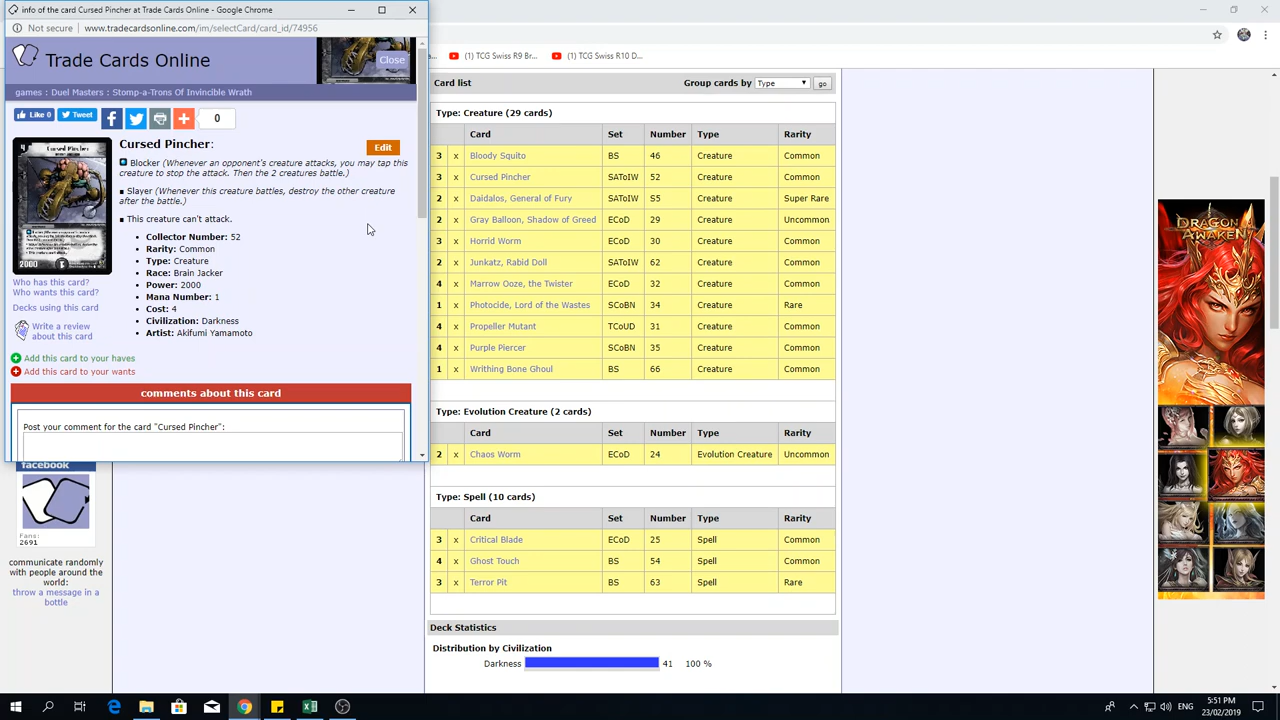 info of the card Cursed Pincher at Trade Cards Online - Google Chrome
Not secure www.tradecardsonline.com/im/selectCard/card_id/74956
(1) TCG Swiss R9 Br...
(1) TCG Swiss R10 D...
Trade Cards Online
Close
games : Duel Masters : Stomp-a-Trons Of Invincible Wrath
Like 0
Tweet
0
Cursed Pincher
4
2000
Cursed Pincher:
Edit
Blocker (Whenever an opponent's creature attacks, you may tap this
creature to stop the attack. Then the 2 creatures battle.)
Slayer (Whenever this creature battles, destroy the other creature
after the battle.)
This creature can't attack.
Collector Number: 52
Rarity: Common
Type: Creature
Race: Brain Jacker
Power: 2000
Mana Number: 1
Cost: 4
Civilization: Darkness
Artist: Akifumi Yamamoto
Who has this card?
Who wants this card?
Decks using this card
Write a review
about this card
Add this card to your haves
Add this card to your wants
comments about this card
Post your comment for the card "Cursed Pincher":
facebook
Fans:
2691
communicate randomly
with people around the
world:
throw a message in a
bottle
Card list
Group cards by Type go
Type: Creature (29 cards)
Card Set Number Type Rarity
3 x Bloody Squito BS 46 Creature Common
3 x Cursed Pincher SAToIW 52 Creature Common
2 x Daidalos, General of Fury SAToIW S5 Creature Super Rare
2 x Gray Balloon, Shadow of Greed ECoD 29 Creature Uncommon
3 x Horrid Worm ECoD 30 Creature Common
2 x Junkatz, Rabid Doll SAToIW 62 Creature Common
4 x Marrow Ooze, the Twister ECoD 32 Creature Common
1 x Photocide, Lord of the Wastes SCoBN 34 Creature Rare
4 x Propeller Mutant TCoUD 31 Creature Common
4 x Purple Piercer SCoBN 35 Creature Common
1 x Writhing Bone Ghoul BS 66 Creature Common
Type: Evolution Creature (2 cards)
Card Set Number Type Rarity
2 x Chaos Worm ECoD 24 Evolution Creature Uncommon
Type: Spell (10 cards)
Card Set Number Type Rarity
3 x Critical Blade ECoD 25 Spell Common
4 x Ghost Touch BS 54 Spell Common
3 x Terror Pit BS 63 Spell Rare
Deck Statistics
Distribution by Civilization
Darkness 41 100 %
DRAGON
AWAKEN
ENG
5:51 PM
23/02/2019